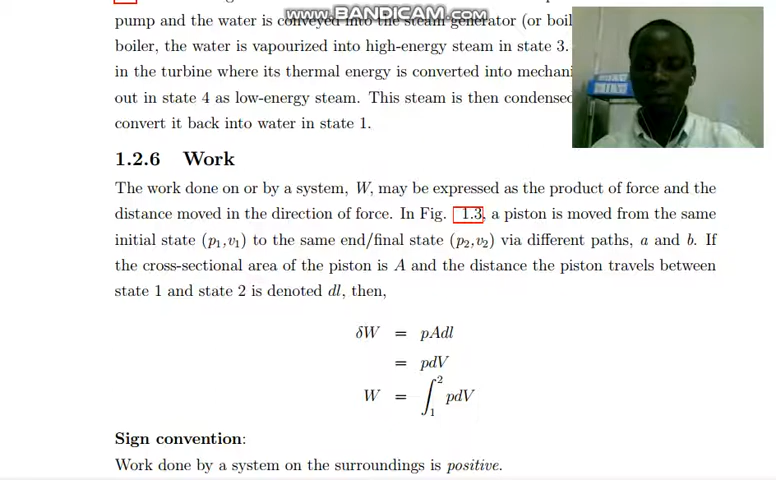 www.BANDICAM.com
pump and the water is conveyed into the steam generator (or boil
boiler, the water is vapourized into high-energy steam in state 3.
in the turbine where its thermal energy is converted into mechani
out in state 4 as low-energy steam. This steam is then condensed
convert it back into water in state 1.
1.2.6 Work
The work done on or by a system, W, may be expressed as the product of force and the
distance moved in the direction of force. In Fig. 1.3, a piston is moved from the same
initial state (p₁,v₁) to the same end/final state (p₂,v₂) via different paths, a and b. If
the cross-sectional area of the piston is A and the distance the piston travels between
state 1 and state 2 is denoted dl, then,
δW = pAdl
= pdV
W = ∫₁² pdV
Sign convention:
Work done by a system on the surroundings is positive.